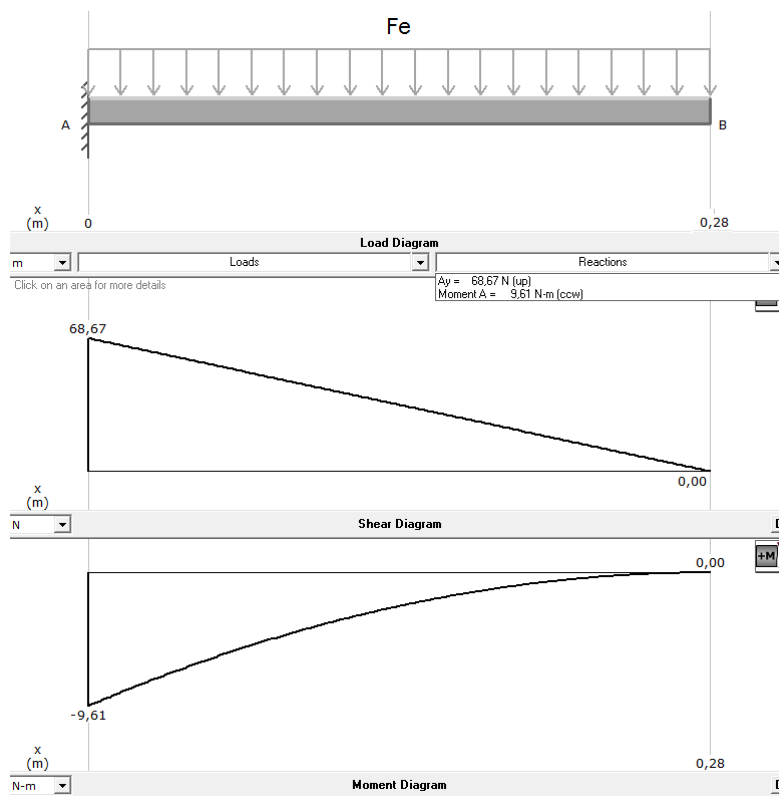 Fe
A
B
x
(m)
0
0,28
Load Diagram
m
Loads
Reactions
Click on an area for more details
Ay = 68,67 N (up)
Moment A = 9,61 N-m (ccw)
68,67
0,00
x
(m)
N
Shear Diagram
+M
0,00
-9,61
x
(m)
0,28
N-m
Moment Diagram